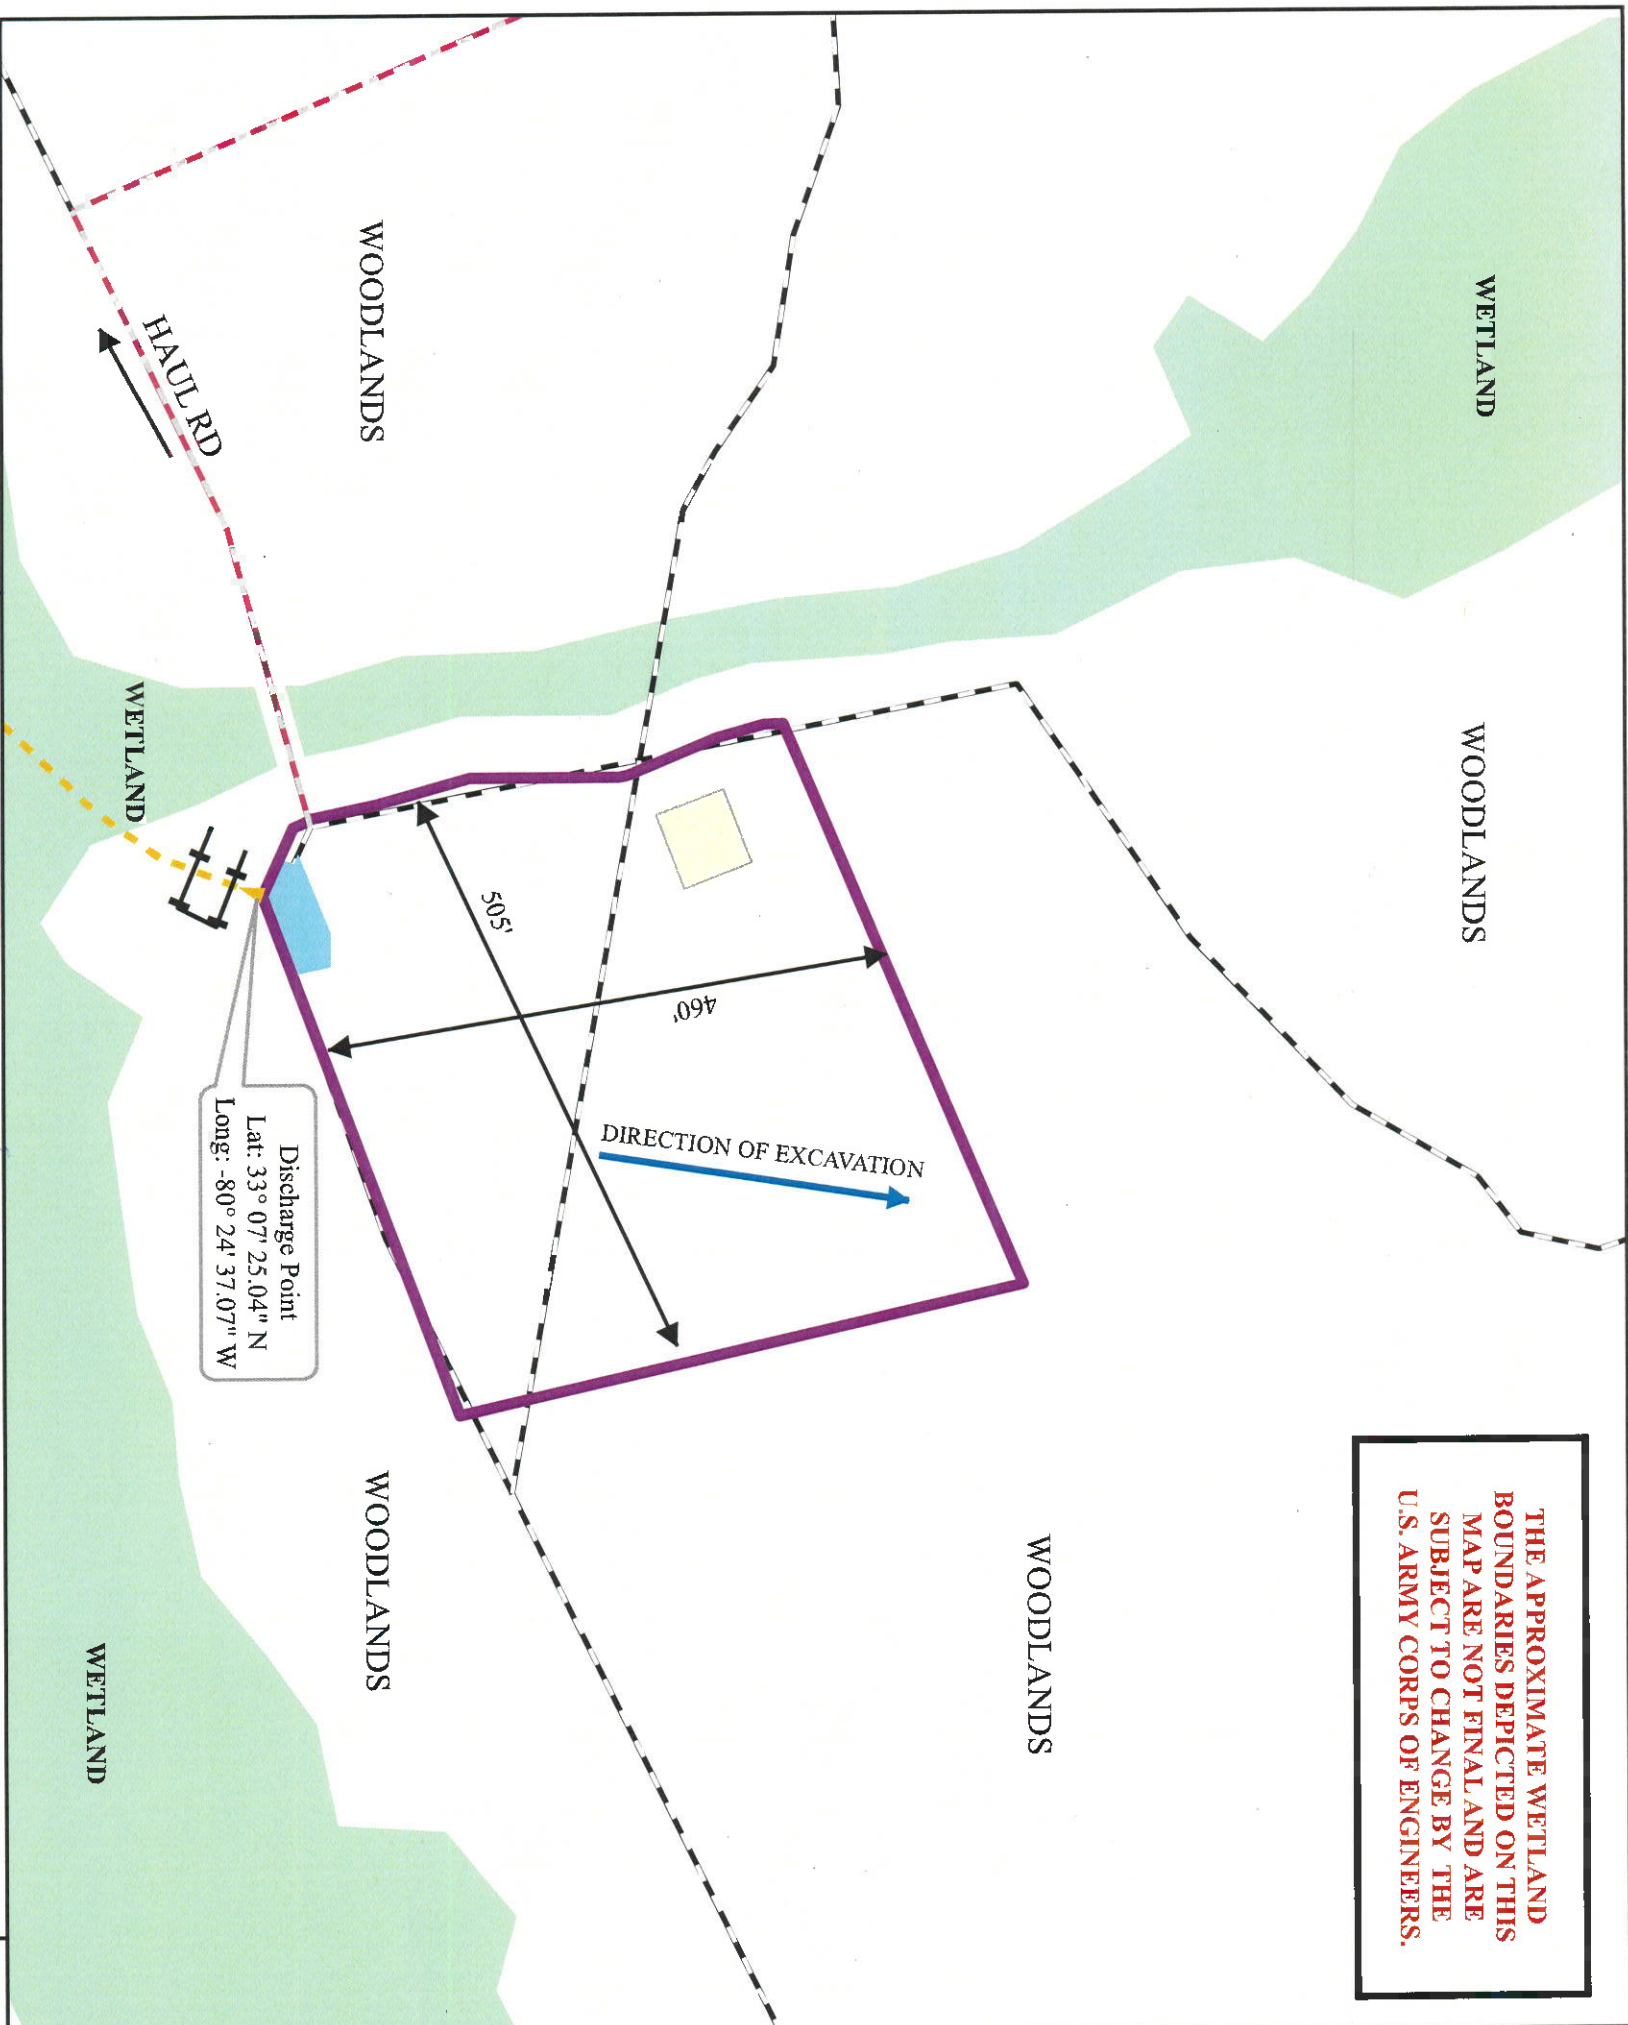 THE APPROXIMATE WETLAND
BOUNDARIES DEPICTED ON THIS
MAP ARE NOT FINAL AND ARE
SUBJECT TO CHANGE BY THE
U.S. ARMY CORPS OF ENGINEERS.
WETLAND
WOODLANDS
WOODLANDS
DIRECTION OF EXCAVATION
460'
505'
WOODLANDS
WOODLANDS
HAUL RD
WETLAND
Discharge Point
Lat: 33° 07' 25.04" N
Long: -80° 24' 37.07" W
WETLAND